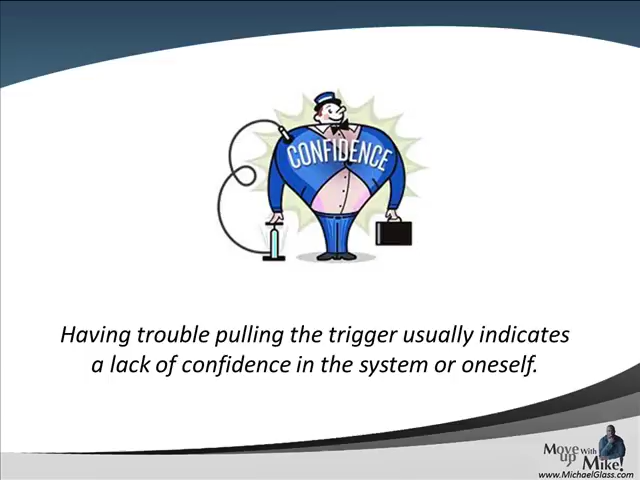 CONFIDENCE
Having trouble pulling the trigger usually indicates
a lack of confidence in the system or oneself.
Move With
up Mike!
www.MichaelGlass.com